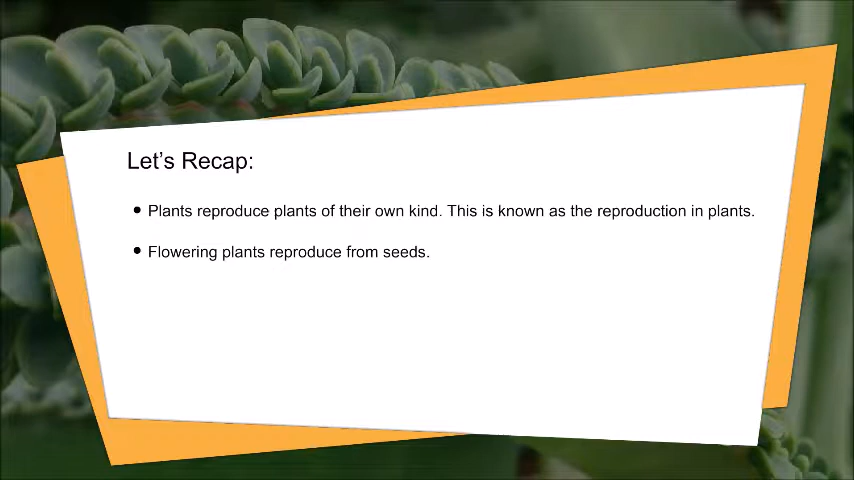 Let’s Recap:
● Plants reproduce plants of their own kind. This is known as the reproduction in plants.
● Flowering plants reproduce from seeds.